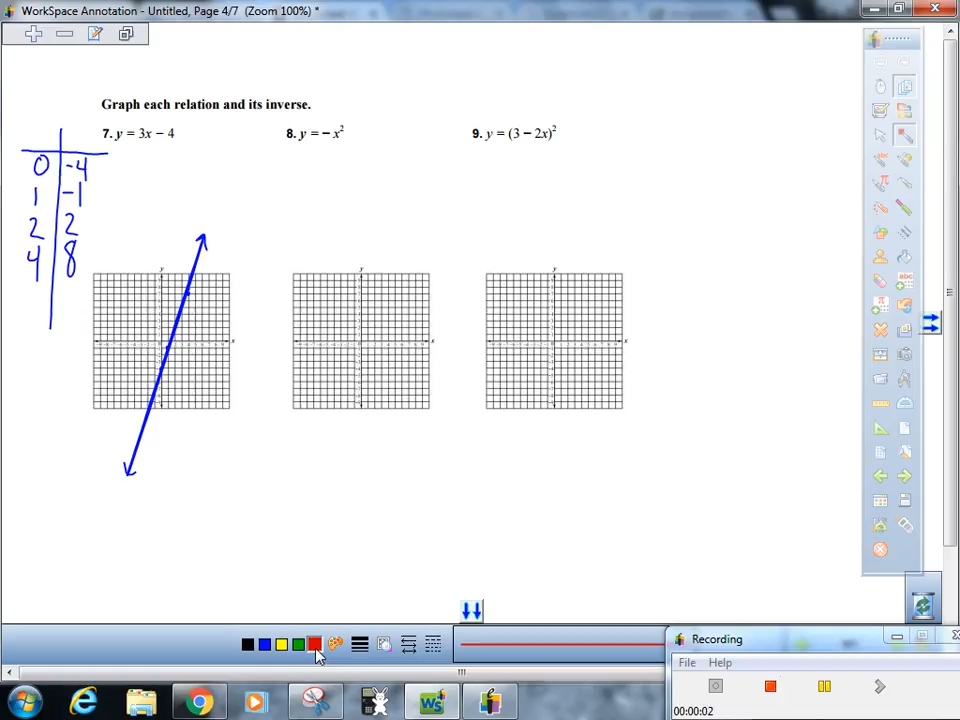 WorkSpace Annotation - Untitled, Page 4/7 (Zoom 100%) *
Graph each relation and its inverse.
7. y = 3x − 4
8. y = − x²
9. y = (3 − 2x)²
0 -4
1 -1
2 2
4 8
y
x
y
x
y
x
Recording
File Help
00:00:02